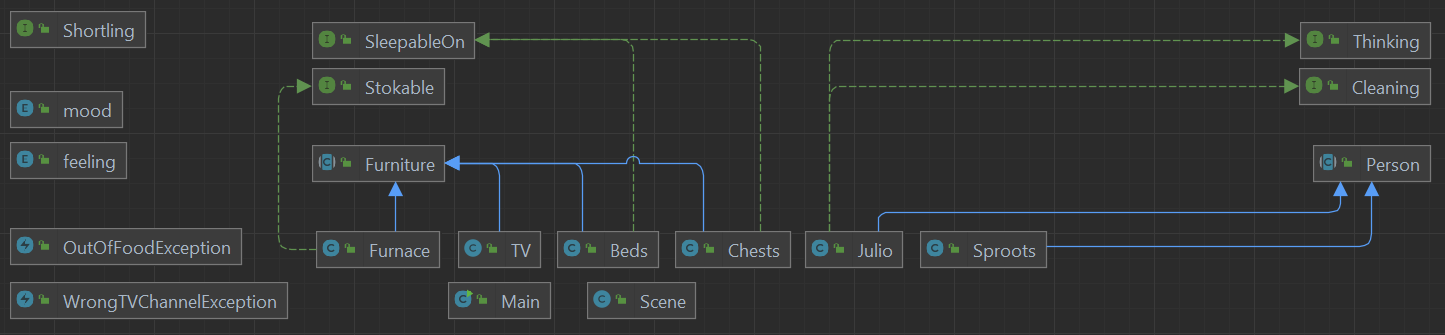 Shortling
SleepableOn
Thinking
Stokable
Cleaning
mood
feeling
Furniture
Person
OutOfFoodException
Furnace
TV
Beds
Chests
Julio
Sproots
WrongTVChannelException
Main
Scene